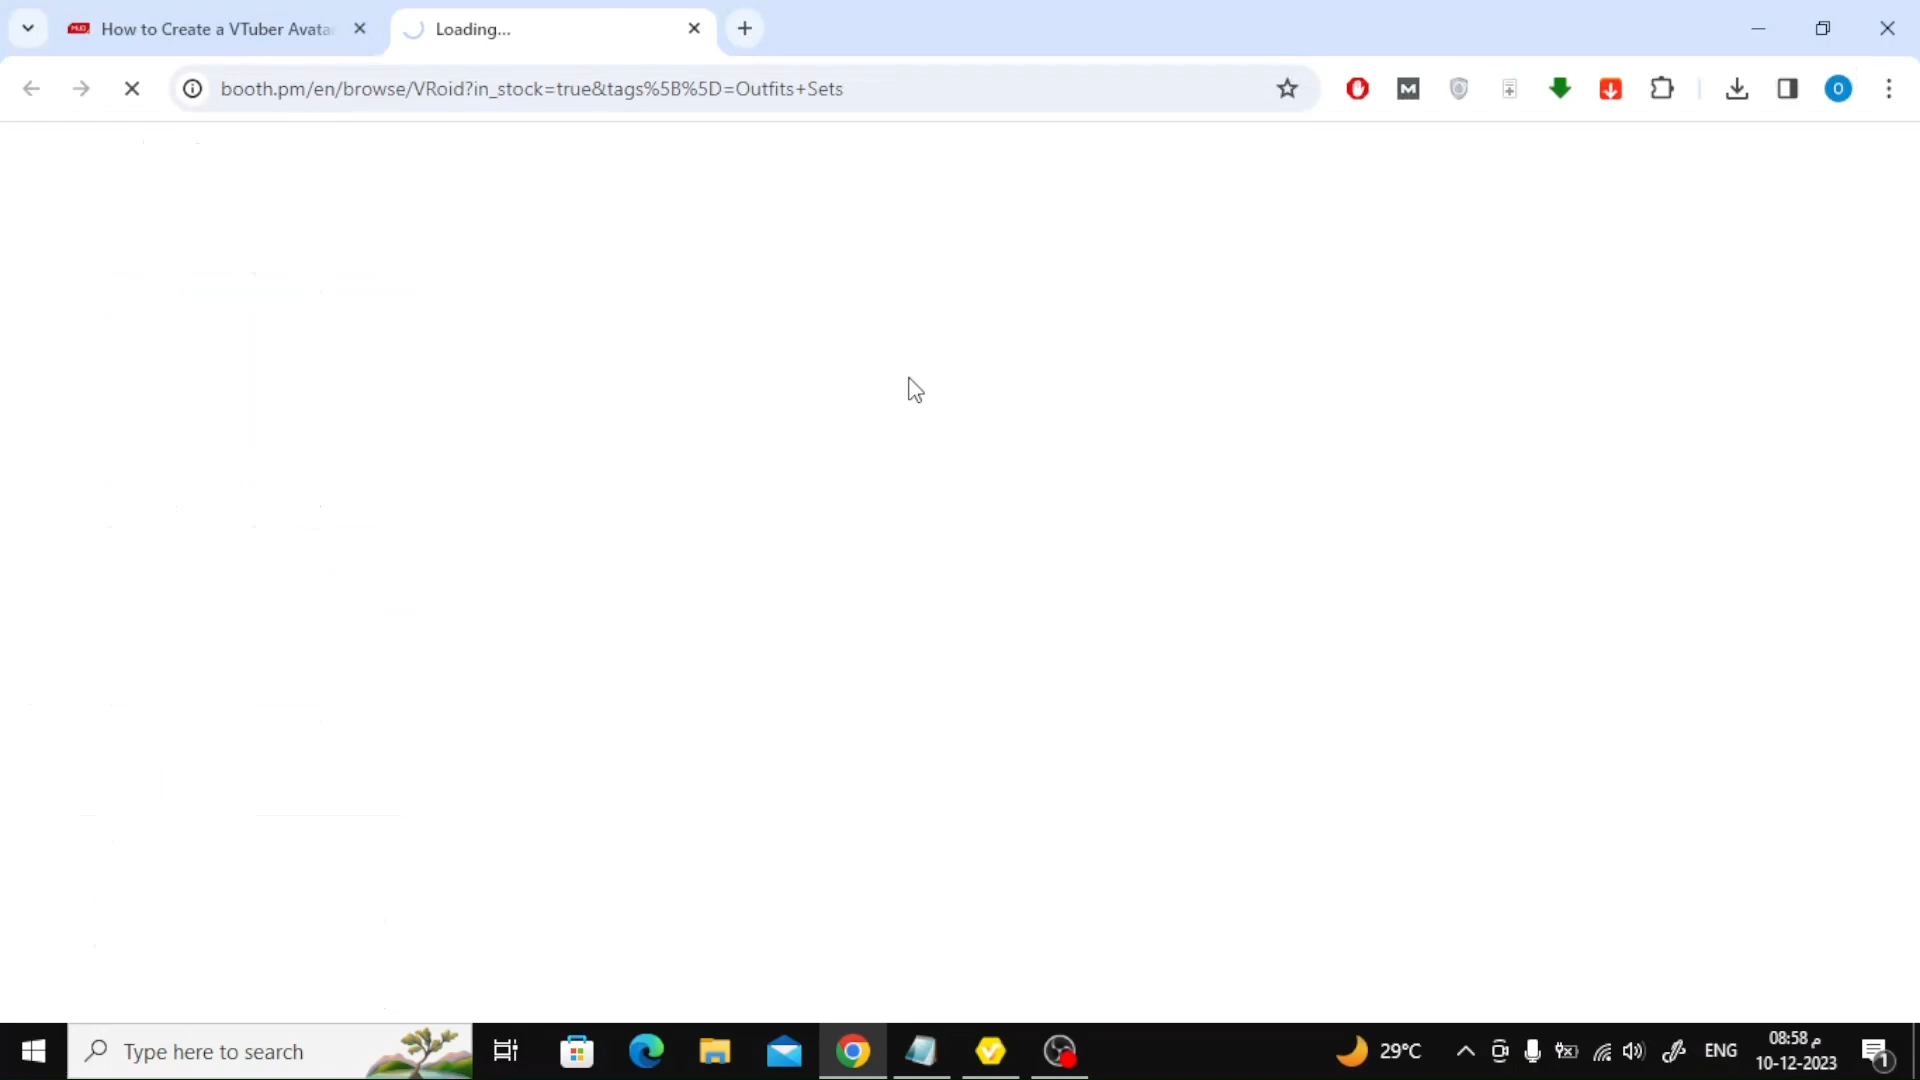 How to Create a VTuber Avata
Loading...
booth.pm/en/browse/VRoid?in_stock=true&tags%5B%5D=Outfits+Sets
O
Type here to search
29°C
ENG
08:58 م
10-12-2023
1